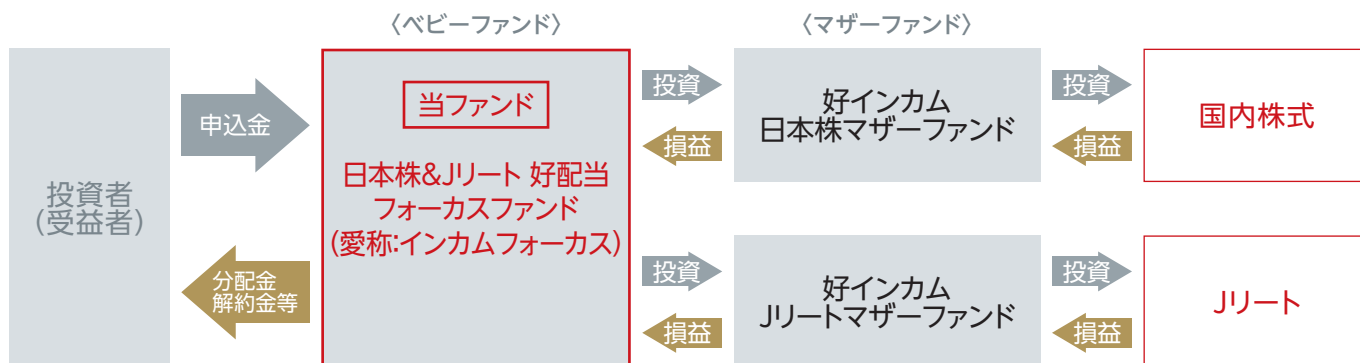 〈ベビーファンド〉
〈マザーファンド〉
投資者
(受益者)
申込金
分配金
解約金等
当ファンド
日本株&Jリート 好配当
フォーカスファンド
(愛称:インカムフォーカス)
投資
損益
好インカム
日本株マザーファンド
投資
損益
国内株式
投資
損益
好インカム
Jリートマザーファンド
投資
損益
Jリート